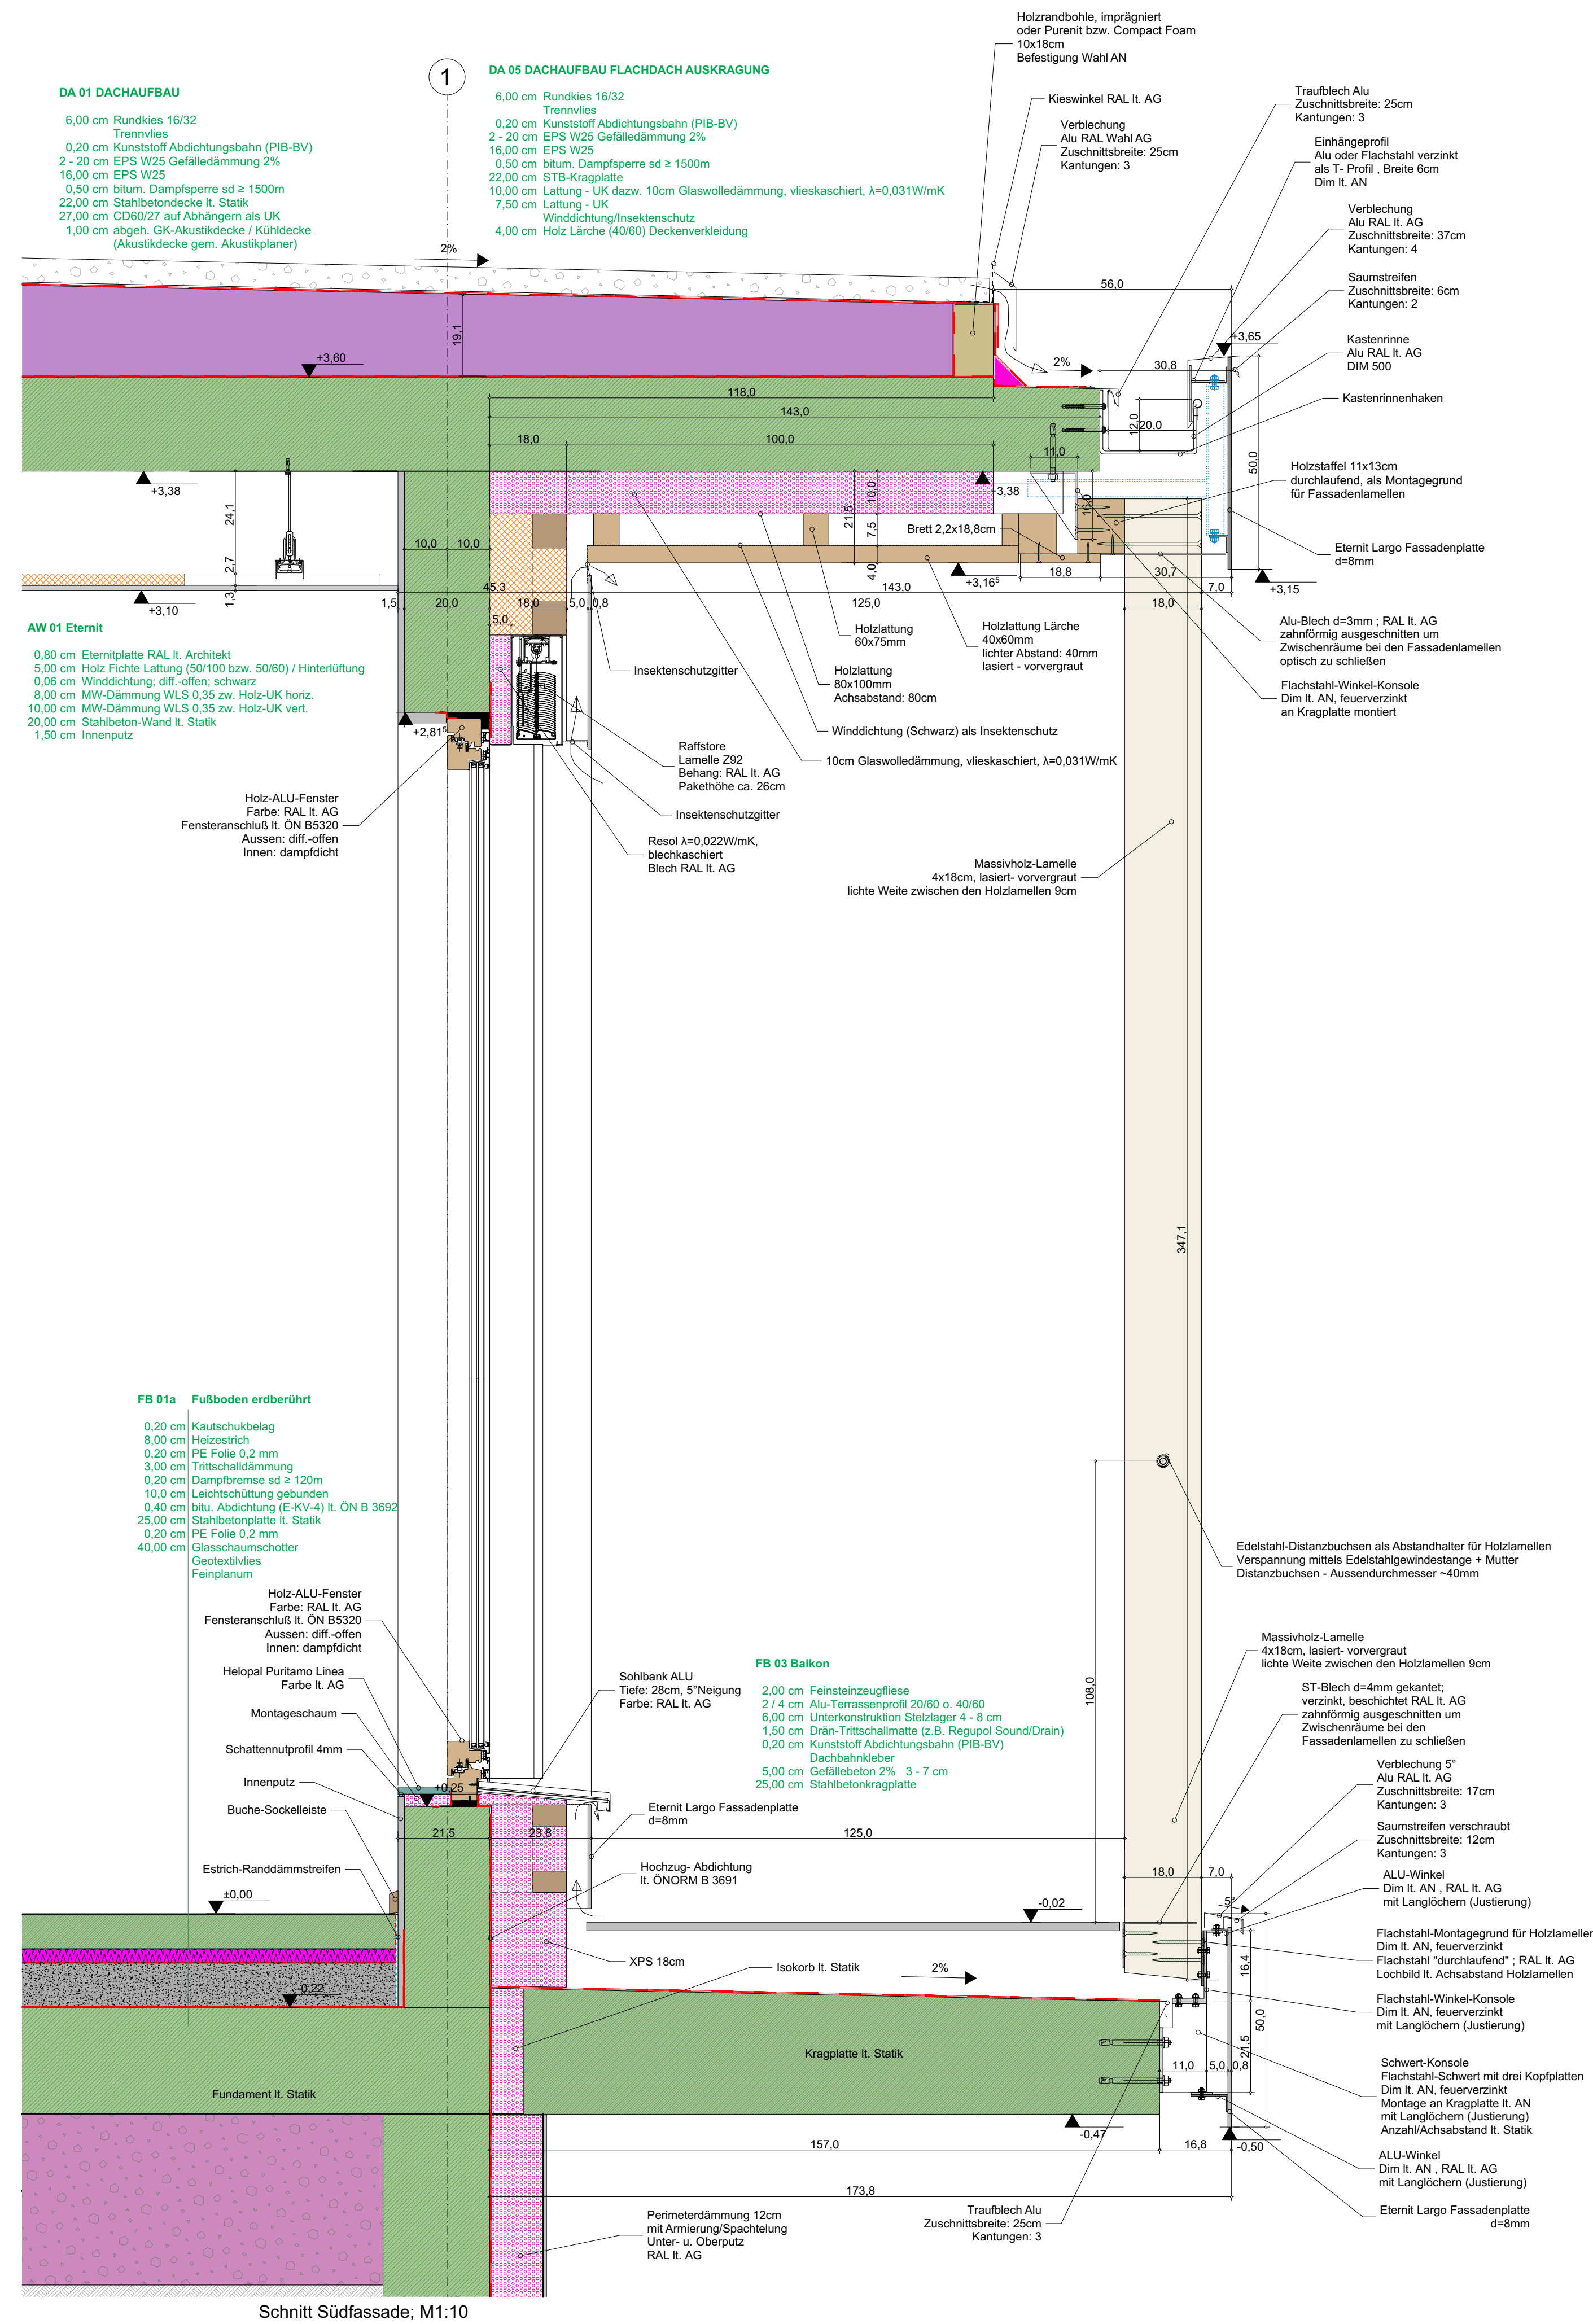 Holzrandbohle, imprägniert
oder Purenit bzw. Compact Foam
10x18cm
Befestigung Wahl AN
1
DA 05 DACHAUFBAU FLACHDACH AUSKRAGUNG
6,00 cm Rundkies 16/32
Trennvlies
0,20 cm Kunststoff Abdichtungsbahn (PIB-BV)
2 - 20 cm EPS W25 Gefälledämmung 2%
16,00 cm EPS W25
0,50 cm bitum. Dampfsperre sd ≥ 1500m
22,00 cm STB-Kragplatte
10,00 cm Lattung - UK dazw. 10cm Glaswolledämmung, vlieskaschiert, λ=0,031W/mK
7,50 cm Lattung - UK
Winddichtung/Insektenschutz
4,00 cm Holz Lärche (40/60) Deckenverkleidung
DA 01 DACHAUFBAU
6,00 cm Rundkies 16/32
Trennvlies
0,20 cm Kunststoff Abdichtungsbahn (PIB-BV)
2 - 20 cm EPS W25 Gefälledämmung 2%
16,00 cm EPS W25
0,50 cm bitum. Dampfsperre sd ≥ 1500m
22,00 cm Stahlbetondecke lt. Statik
27,00 cm CD60/27 auf Abhängern als UK
1,00 cm abgeh. GK-Akustikdecke / Kühldecke
(Akustikdecke gem. Akustikplaner)
Kieswinkel RAL lt. AG
Verblechung
Alu RAL Wahl AG
Zuschnittsbreite: 25cm
Kantungen: 3
Traufblech Alu
Zuschnittsbreite: 25cm
Kantungen: 3
Einhängeprofil
Alu oder Flachstahl verzinkt
als T- Profil , Breite 6cm
Dim lt. AN
Verblechung
Alu RAL lt. AG
Zuschnittsbreite: 37cm
Kantungen: 4
Saumstreifen
Zuschnittsbreite: 6cm
Kantungen: 2
Kastenrinne
Alu RAL lt. AG
DIM 500
Kastenrinnenhaken
Holzstaffel 11x13cm
durchlaufend, als Montagegrund
für Fassadenlamellen
Eternit Largo Fassadenplatte
d=8mm
Alu-Blech d=3mm ; RAL lt. AG
zahnförmig ausgeschnitten um
Zwischenräume bei den Fassadenlamellen
optisch zu schließen
Flachstahl-Winkel-Konsole
Dim lt. AN, feuerverzinkt
an Kragplatte montiert
2%
56,0
+3,65
19,1
+3,60
2%
30,8
118,0
143,0
12,0
20,0
18,0
100,0
11,0
50,0
+3,38
+3,38
24,1
21,5
10,0
16,0
7,5
Brett 2,2x18,8cm
10,0
10,0
2,7
4,0
+3,16⁵
18,8
30,7
+3,15
1,3
+3,10
45,3
143,0
7,0
1,5
20,0
18,0
5,0
0,8
125,0
18,0
5,0
AW 01 Eternit
0,80 cm Eternitplatte RAL lt. Architekt
5,00 cm Holz Fichte Lattung (50/100 bzw. 50/60) / Hinterlüftung
0,06 cm Winddichtung; diff.-offen; schwarz
8,00 cm MW-Dämmung WLS 0,35 zw. Holz-UK horiz.
10,00 cm MW-Dämmung WLS 0,35 zw. Holz-UK vert.
20,00 cm Stahlbeton-Wand lt. Statik
1,50 cm Innenputz
+2,81⁵
Insektenschutzgitter
Holzlattung
60x75mm
Holzlattung Lärche
40x60mm
lichter Abstand: 40mm
lasiert - vorvergraut
Holzlattung
80x100mm
Achsabstand: 80cm
Winddichtung (Schwarz) als Insektenschutz
10cm Glaswolledämmung, vlieskaschiert, λ=0,031W/mK
Raffstore
Lamelle Z92
Behang: RAL lt. AG
Pakethöhe ca. 26cm
Insektenschutzgitter
Resol λ=0,022W/mK,
blechkaschiert
Blech RAL lt. AG
Holz-ALU-Fenster
Farbe: RAL lt. AG
Fensteranschluß lt. ÖN B5320
Aussen: diff.-offen
Innen: dampfdicht
Massivholz-Lamelle
4x18cm, lasiert- vorvergraut
lichte Weite zwischen den Holzlamellen 9cm
347,1
FB 01a Fußboden erdberührt
0,20 cm Kautschukbelag
8,00 cm Heizestrich
0,20 cm PE Folie 0,2 mm
3,00 cm Trittschalldämmung
0,20 cm Dampfbremse sd ≥ 120m
10,0 cm Leichtschüttung gebunden
0,40 cm bitu. Abdichtung (E-KV-4) lt. ÖN B 3692
25,00 cm Stahlbetonplatte lt. Statik
0,20 cm PE Folie 0,2 mm
40,00 cm Glasschaumschotter
Geotextilvlies
Feinplanum
Edelstahl-Distanzbuchsen als Abstandhalter für Holzlamellen
Verspannung mittels Edelstahlgewindestange + Mutter
Distanzbuchsen - Aussendurchmesser ~40mm
Holz-ALU-Fenster
Farbe: RAL lt. AG
Fensteranschluß lt. ÖN B5320
Aussen: diff.-offen
Innen: dampfdicht
Helopal Puritamo Linea
Farbe lt. AG
Montageschaum
Schattennutprofil 4mm
Innenputz
Buche-Sockelleiste
Estrich-Randdämmstreifen
Sohlbank ALU
Tiefe: 28cm, 5°Neigung
Farbe: RAL lt. AG
FB 03 Balkon
2,00 cm Feinsteinzeugfliese
2 / 4 cm Alu-Terrassenprofil 20/60 o. 40/60
6,00 cm Unterkonstruktion Stelzlager 4 - 8 cm
1,50 cm Drän-Trittschallmatte (z.B. Regupol Sound/Drain)
0,20 cm Kunststoff Abdichtungsbahn (PIB-BV)
Dachbahnkleber
5,00 cm Gefällebeton 2% 3 - 7 cm
25,00 cm Stahlbetonkragplatte
108,0
Massivholz-Lamelle
4x18cm, lasiert- vorvergraut
lichte Weite zwischen den Holzlamellen 9cm
ST-Blech d=4mm gekantet;
verzinkt, beschichtet RAL lt. AG
zahnförmig ausgeschnitten um
Zwischenräume bei den
Fassadenlamellen zu schließen
Verblechung 5°
Alu RAL lt. AG
Zuschnittsbreite: 17cm
Kantungen: 3
Saumstreifen verschraubt
Zuschnittsbreite: 12cm
Kantungen: 3
ALU-Winkel
Dim lt. AN , RAL lt. AG
mit Langlöchern (Justierung)
Flachstahl-Montagegrund für Holzlameller
Dim lt. AN, feuerverzinkt
Flachstahl "durchlaufend" ; RAL lt. AG
Lochbild lt. Achsabstand Holzlamellen
Flachstahl-Winkel-Konsole
Dim lt. AN, feuerverzinkt
mit Langlöchern (Justierung)
Schwert-Konsole
Flachstahl-Schwert mit drei Kopfplatten
Dim lt. AN, feuerverzinkt
Montage an Kragplatte lt. AN
mit Langlöchern (Justierung)
Anzahl/Achsabstand lt. Statik
ALU-Winkel
Dim lt. AN , RAL lt. AG
mit Langlöchern (Justierung)
Eternit Largo Fassadenplatte
d=8mm
+0,25
Eternit Largo Fassadenplatte
d=8mm
21,5
23,8
125,0
Hochzug- Abdichtung
lt. ÖNORM B 3691
18,0
7,0
5°
±0,00
-0,02
XPS 18cm
Isokorb lt. Statik
2%
16,4
-0,22
50,0
21,5
Kragplatte lt. Statik
11,0
5,0
0,8
Fundament lt. Statik
-0,47
157,0
16,8
-0,50
173,8
Perimeterdämmung 12cm
mit Armierung/Spachtelung
Unter- u. Oberputz
RAL lt. AG
Traufblech Alu
Zuschnittsbreite: 25cm
Kantungen: 3
Schnitt Südfassade; M1:10